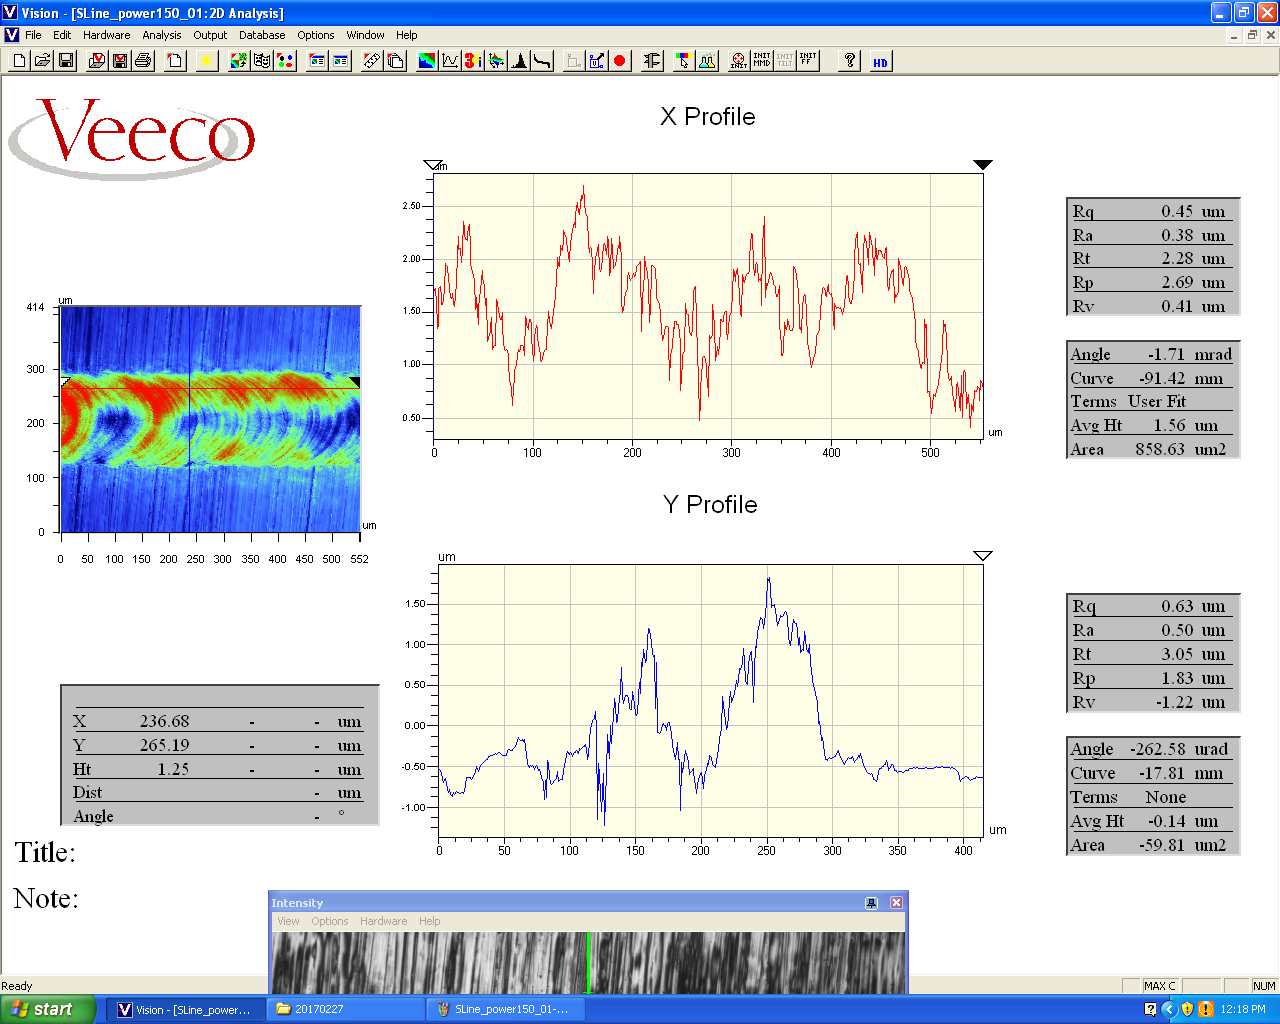 Vision - [SLine_power150_01:2D Analysis]
File Edit Hardware Analysis Output Database Options Window Help
INIT INIT MMD INIT TILT INIT FF ? HD
Veeco
X Profile
um
2.50
2.00
1.50
1.00
0.50
0 100 200 300 400 500
um
Rq 0.45 um
Ra 0.38 um
Rt 2.28 um
Rp 2.69 um
Rv 0.41 um
Angle -1.71 mrad
Curve -91.42 mm
Terms User Fit
Avg Ht 1.56 um
Area 858.63 um2
um
414
300
200
100
0
um
0 50 100 150 200 250 300 350 400 450 500 552
Y Profile
um
1.50
1.00
0.50
0.00
-0.50
-1.00
0 50 100 150 200 250 300 350 400
um
Rq 0.63 um
Ra 0.50 um
Rt 3.05 um
Rp 1.83 um
Rv -1.22 um
Angle -262.58 urad
Curve -17.81 mm
Terms None
Avg Ht -0.14 um
Area -59.81 um2
X 236.68 - - um
Y 265.19 - - um
Ht 1.25 - - um
Dist - um
Angle - °
Title:
Note:
Intensity
View Options Hardware Help
Ready
MAX C NUM
start
Vision - [SLine_power...
20170227
SLine_power150_01-...
12:18 PM